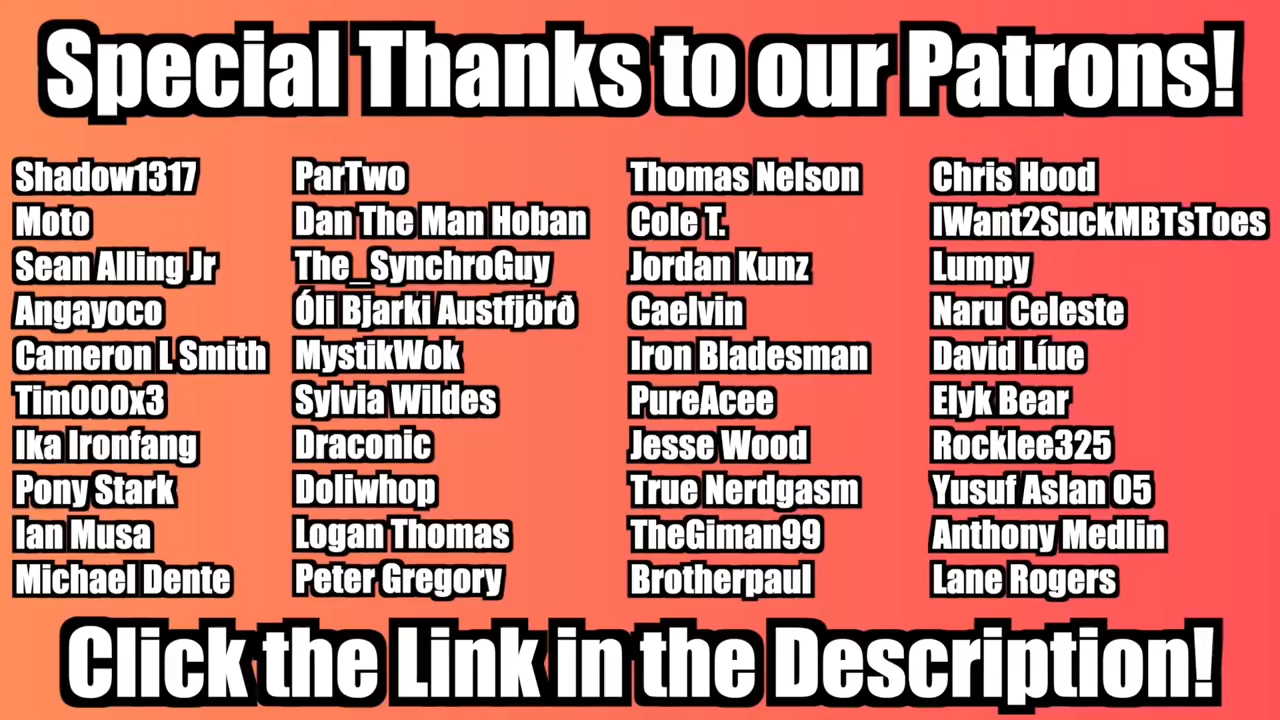 Special Thanks to our Patrons!
Shadow1317
Moto
Sean Alling Jr
Angayoco
Cameron L Smith
Tim000x3
Ika Ironfang
Pony Stark
Ian Musa
Michael Dente
ParTwo
Dan The Man Hoban
The_SynchroGuy
Óli Bjarki Austfjörð
MystikWok
Sylvia Wildes
Draconic
Doliwhop
Logan Thomas
Peter Gregory
Thomas Nelson
Cole T.
Jordan Kunz
Caelvin
Iron Bladesman
PureAcee
Jesse Wood
True Nerdgasm
TheGiman99
Brotherpaul
Chris Hood
IWant2SuckMBTsToes
Lumpy
Naru Celeste
David Líue
Elyk Bear
Rocklee325
Yusuf Aslan 05
Anthony Medlin
Lane Rogers
Click the Link in the Description!